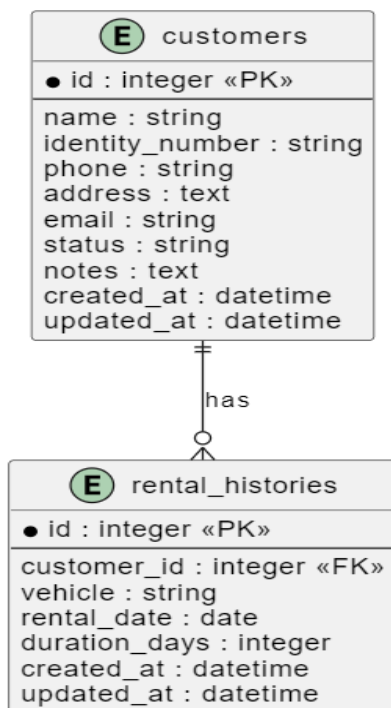 E customers
id : integer «PK»
name : string
identity_number : string
phone : string
address : text
email : string
status : string
notes : text
created_at : datetime
updated_at : datetime
has
E rental_histories
id : integer «PK»
customer_id : integer «FK»
vehicle : string
rental_date : date
duration_days : integer
created_at : datetime
updated_at : datetime